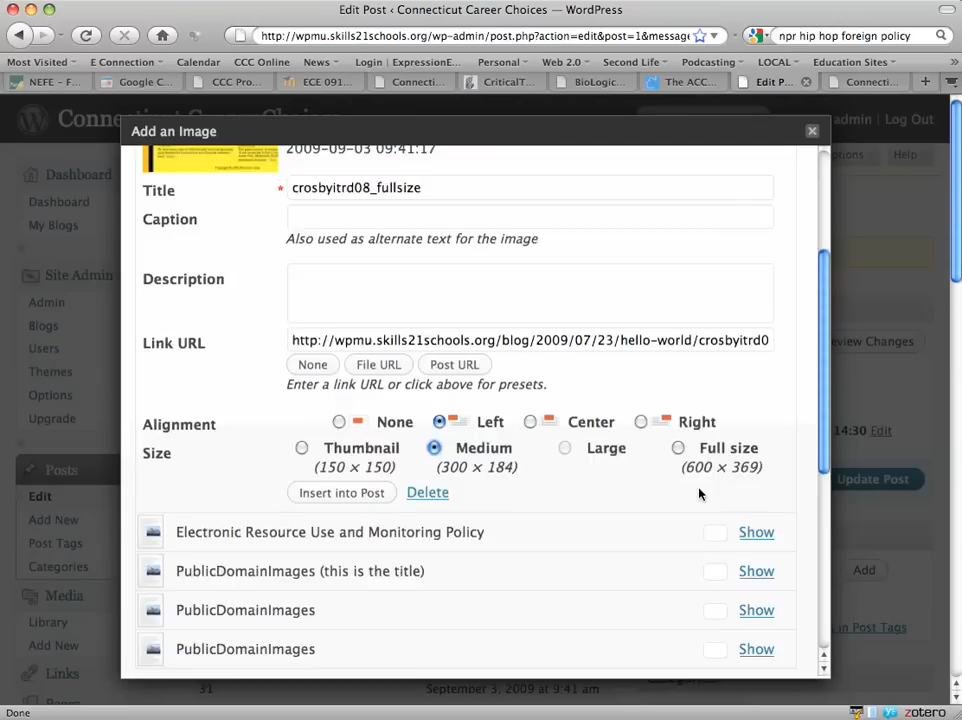 Edit Post ‹ Connecticut Career Choices — WordPress
http://wpmu.skills21schools.org/wp-admin/post.php?action=edit&post=1&message
npr hip hop foreign policy
Most Visited
E Connection
Calendar
CCC Online
News
Login | ExpressionE...
Personal
Web 2.0
Second Life
Podcasting
LOCAL
Education Sites
NEFE – F...
Google C...
CCC Pro...
ECE 091...
Connecti...
CriticalT...
BioLogic...
The ACC...
Edit P...
Connecti...
Connecticut Career Choices
admin | Log Out
Add an Image
Help
Dashboard
Dashboard
My Blogs
Site Admin
Admin
Blogs
Users
Themes
Options
Upgrade
Posts
Edit
Add New
Post Tags
Categories
Media
Library
Add New
Links
2009-09-03 09:41:17
Title * crosbyitrd08_fullsize
Caption
Also used as alternate text for the image
Description
Link URL http://wpmu.skills21schools.org/blog/2009/07/23/hello-world/crosbyitrd0
None File URL Post URL
Enter a link URL or click above for presets.
Alignment None Left Center Right
Size Thumbnail Medium Large Full size
(150 × 150) (300 × 184) (600 × 369)
Insert into Post Delete
Electronic Resource Use and Monitoring Policy Show
PublicDomainImages (this is the title) Show
PublicDomainImages Show
PublicDomainImages Show
Preview Changes
14:30 Edit
Update Post
Add
in Post Tags
31
September 3, 2009 @ 9:41 am
Done
zotero